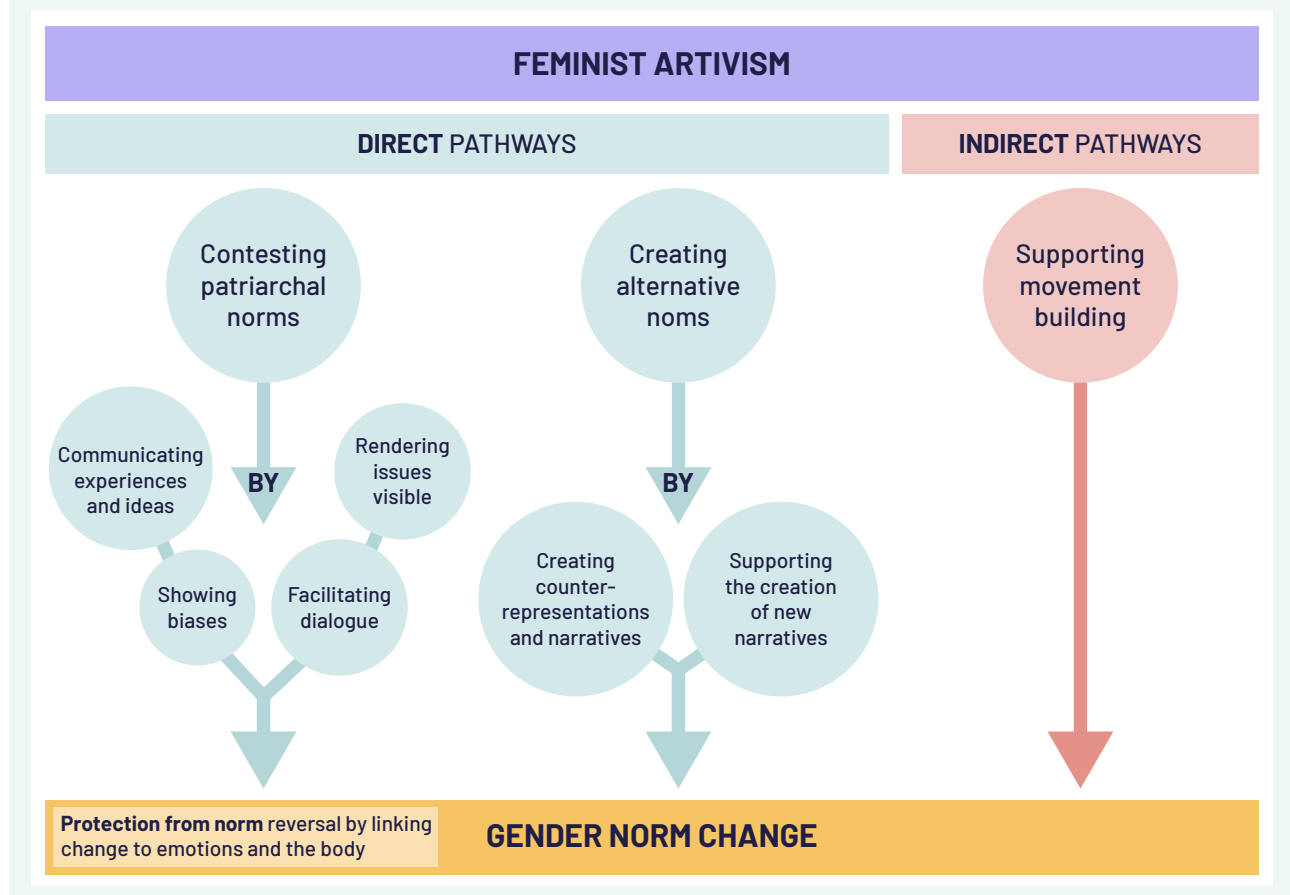 FEMINIST ARTIVISM
DIRECT PATHWAYS
INDIRECT PATHWAYS
Contesting
patriarchal
norms
Creating
alternative
noms
Supporting
movement
building
Communicating
experiences
and ideas
BY
Rendering
issues
visible
Showing
biases
Facilitating
dialogue
BY
Creating
counter-
representations
and narratives
Supporting
the creation
of new
narratives
Protection from norm reversal by linking
change to emotions and the body
GENDER NORM CHANGE